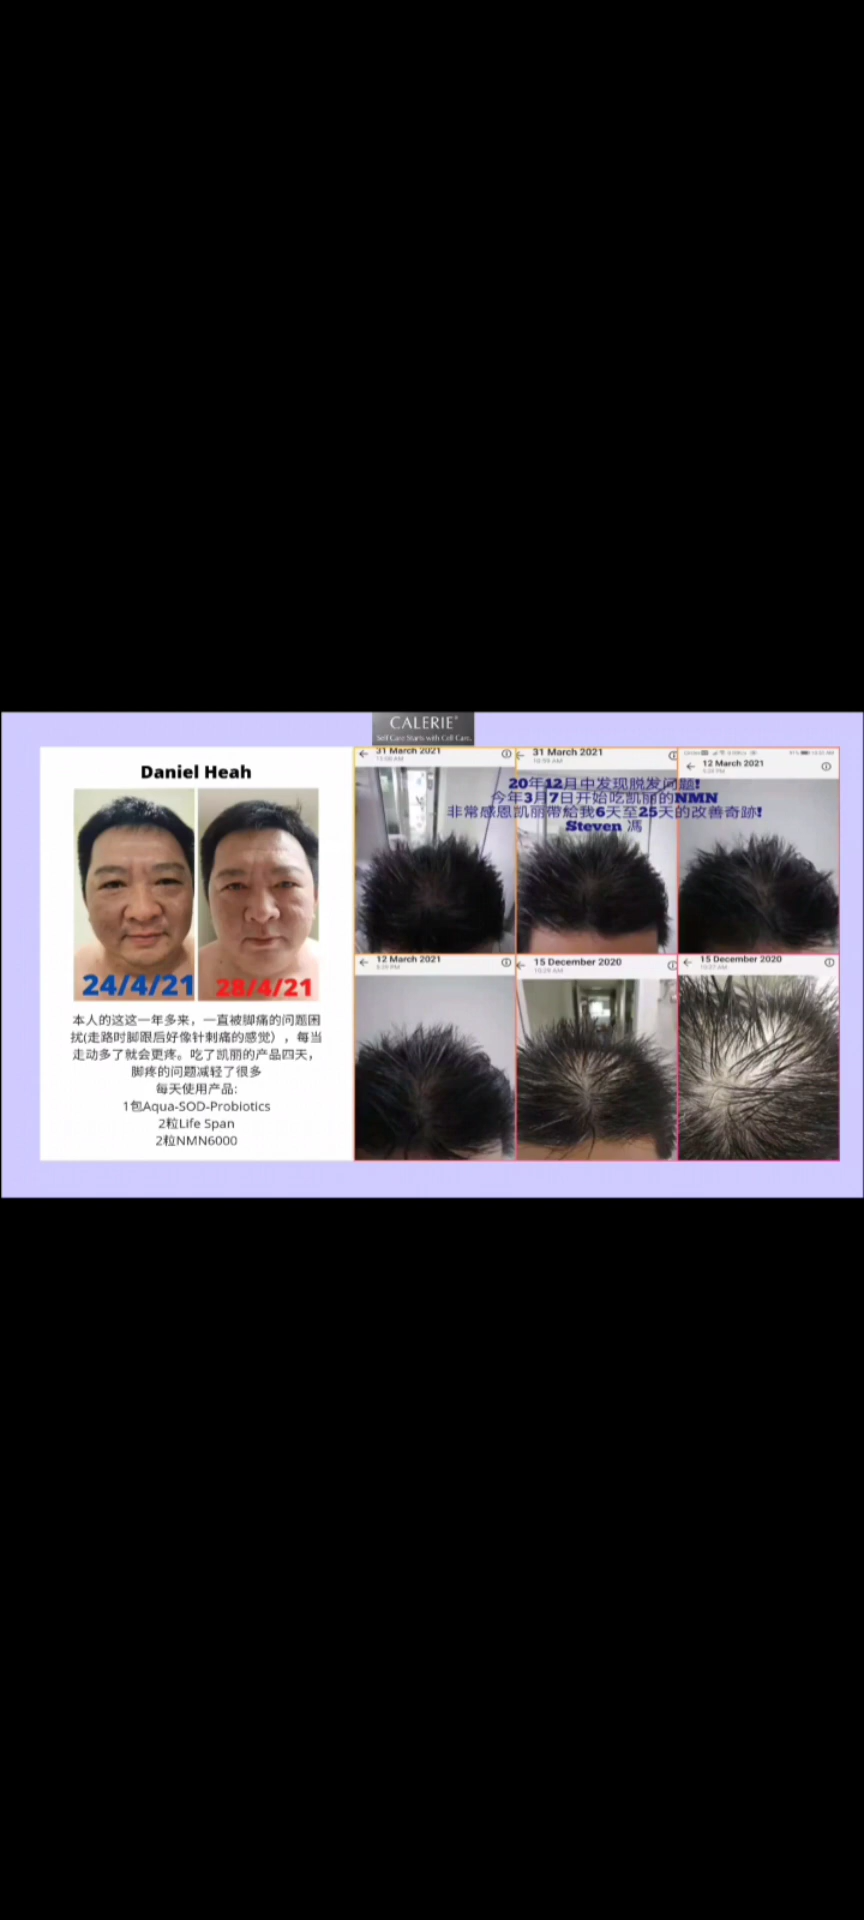 CALERIE®
Self Care Starts with Cell Care.
Daniel Heah
24/4/21
28/4/21
本人的这这一年多来，一直被脚痛的问题困
扰(走路时脚跟后好像针刺痛的感觉），每当
走动多了就会更疼。吃了凯丽的产品四天，
脚疼的问题减轻了很多
每天使用产品:
1包Aqua-SOD-Probiotics
2粒Life Span
2粒NMN6000
31 March 2021
31 March 2021
10:59 AM
12 March 2021
20年12月中发现脱发问题!
今年3月7日开始吃凯丽的NMN
非常感恩凯丽帶給我6天至25天的改善奇跡!
Steven 馮
12 March 2021
15 December 2020
15 December 2020